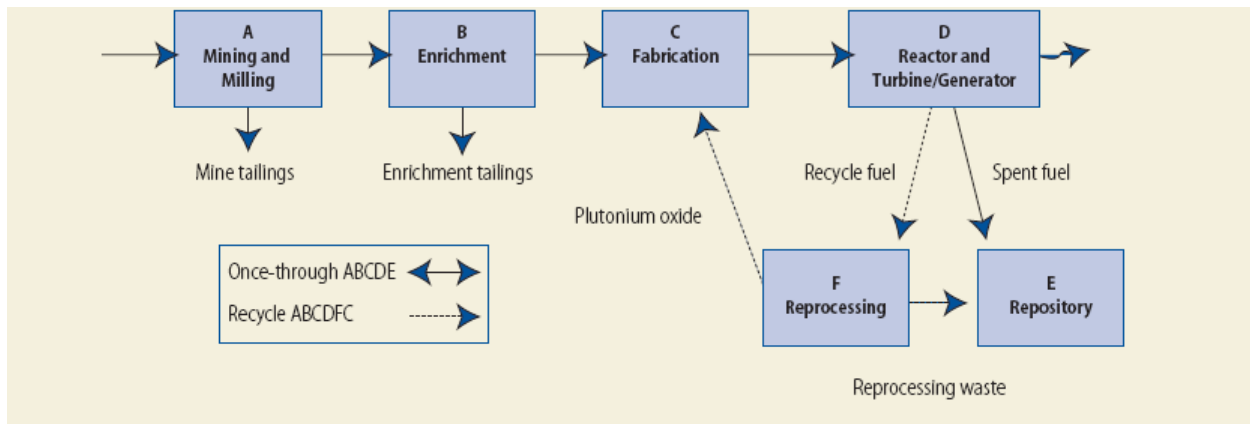 A
Mining and
Milling
B
Enrichment
C
Fabrication
D
Reactor and
Turbine/Generator
Mine tailings
Enrichment tailings
Recycle fuel
Spent fuel
Plutonium oxide
Once-through ABCDE
Recycle ABCDFC
F
Reprocessing
E
Repository
Reprocessing waste